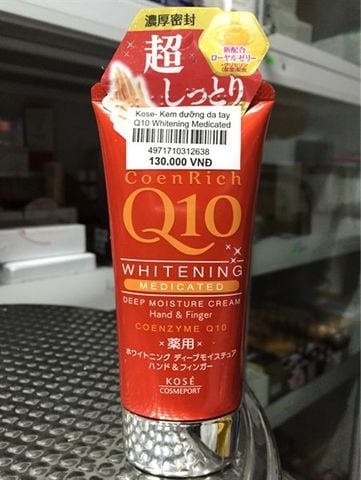 濃厚密封
新配合
ローヤルゼリー
超
しっとり
Kose- Kem dưỡng da tay
Q10 Whitening Medicated
4971710312638
130.000 VNĐ
CoenRich
Q10
WHITENING
MEDICATED
DEEP MOISTURE CREAM
Hand & Finger
COENZYME Q10
薬用
ホワイトニング ディープモイスチュア
ハンド&フィンガー
KOSÉ
COSMEPORT